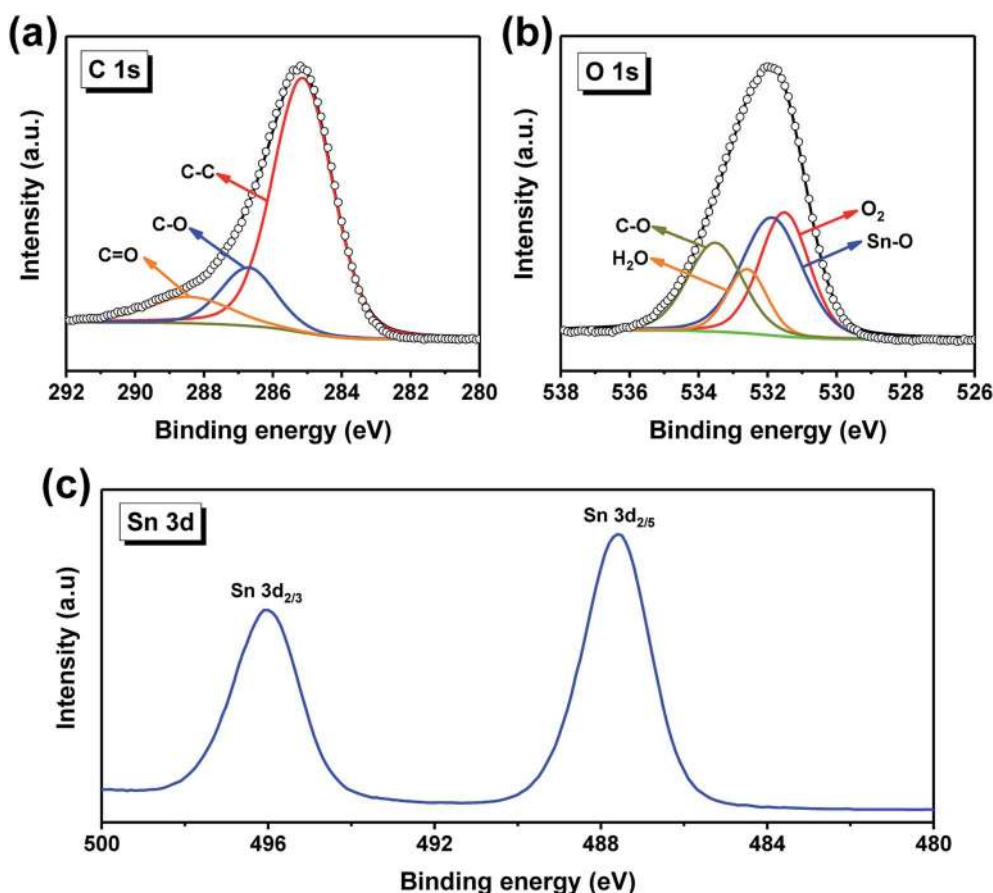 (a)
C 1s
C-C
C-O
C=O
Intensity (a.u.)
292 290 288 286 284 282 280
Binding energy (eV)
(b)
O 1s
O₂
C-O
Sn-O
H₂O
Intensity (a.u.)
538 536 534 532 530 528 526
Binding energy (eV)
(c)
Sn 3d
Sn 3d₂/₅
Sn 3d₂/₃
Intensity (a.u)
500 496 492 488 484 480
Binding energy (eV)